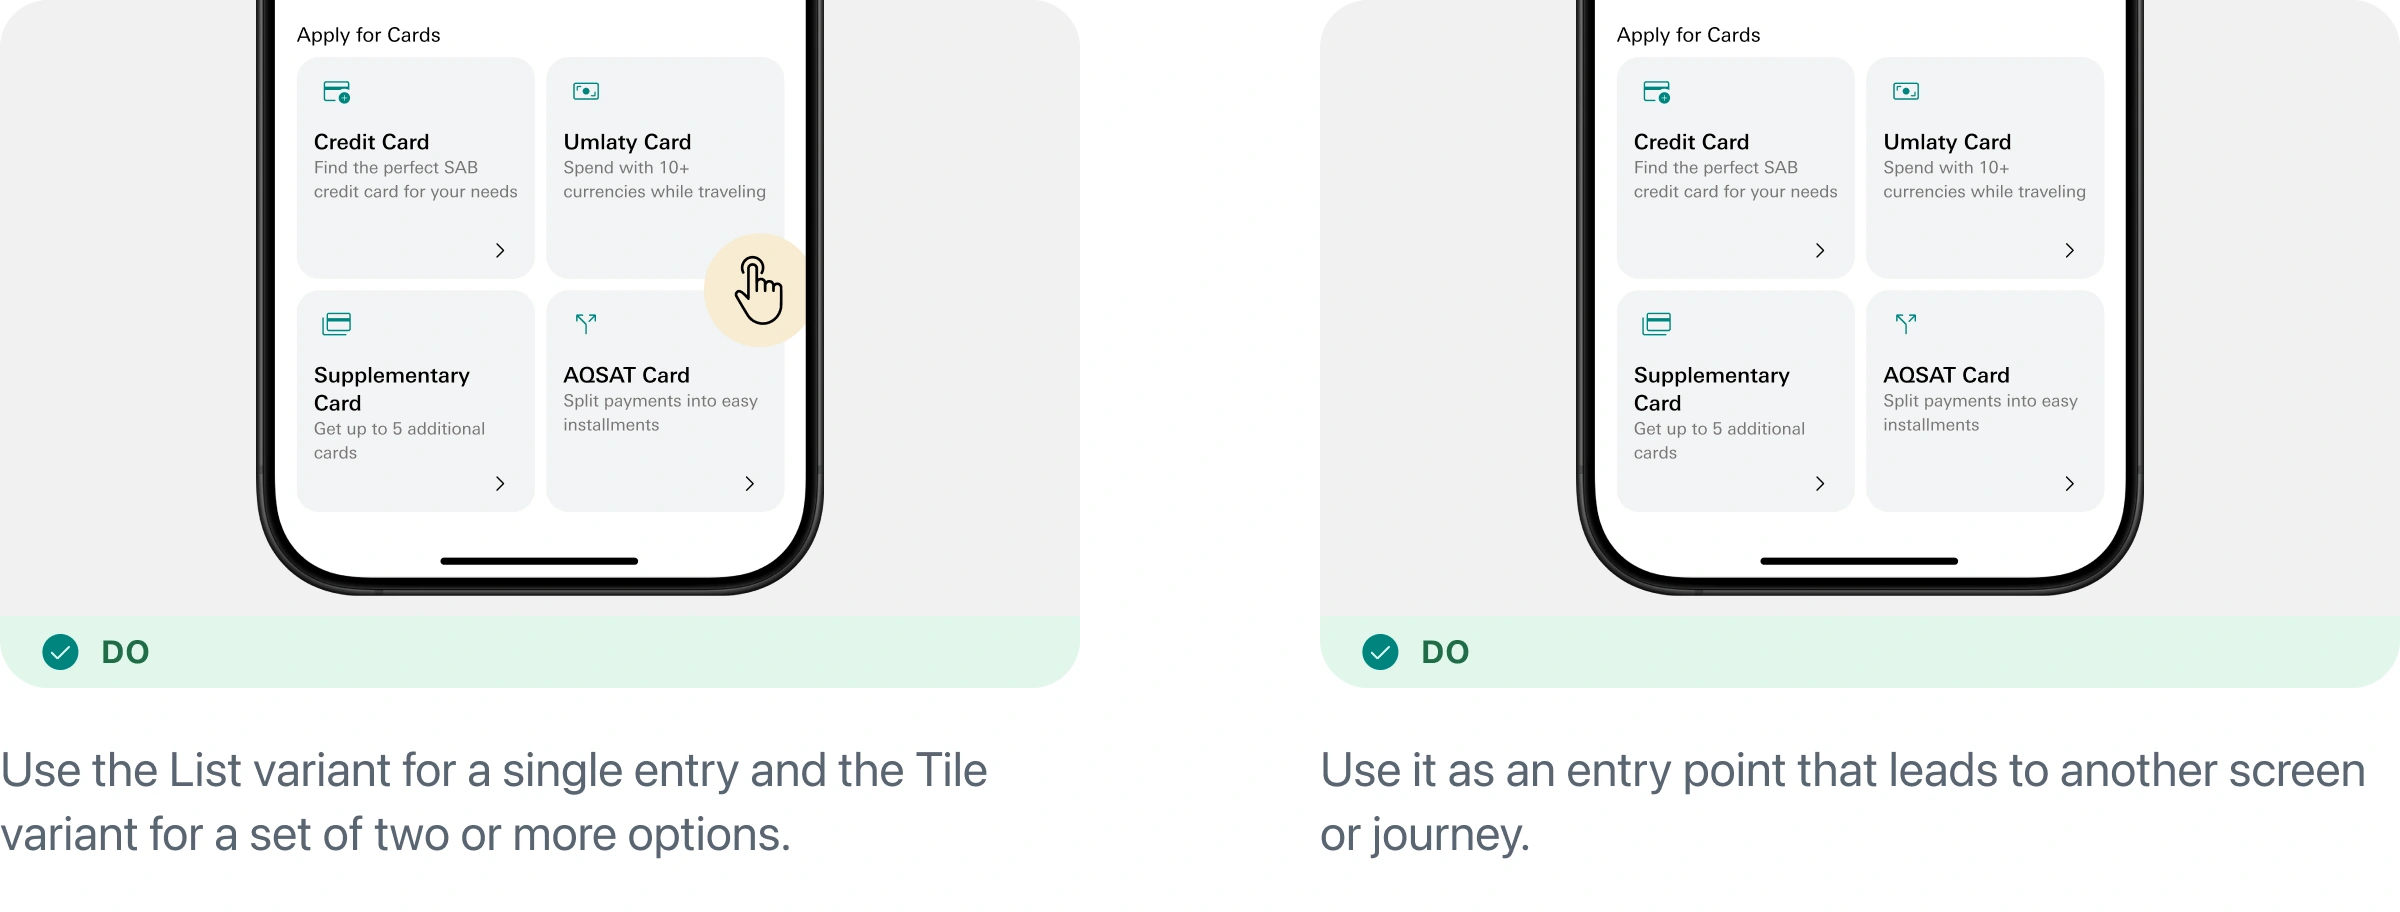 Apply for Cards
Credit Card
Find the perfect SAB
credit card for your needs
Umlaty Card
Spend with 10+
currencies while traveling
Supplementary
Card
Get up to 5 additional
cards
AQSAT Card
Split payments into easy
installments
DO
Use the List variant for a single entry and the Tile
variant for a set of two or more options.
Apply for Cards
Credit Card
Find the perfect SAB
credit card for your needs
Umlaty Card
Spend with 10+
currencies while traveling
Supplementary
Card
Get up to 5 additional
cards
AQSAT Card
Split payments into easy
installments
DO
Use it as an entry point that leads to another screen
or journey.